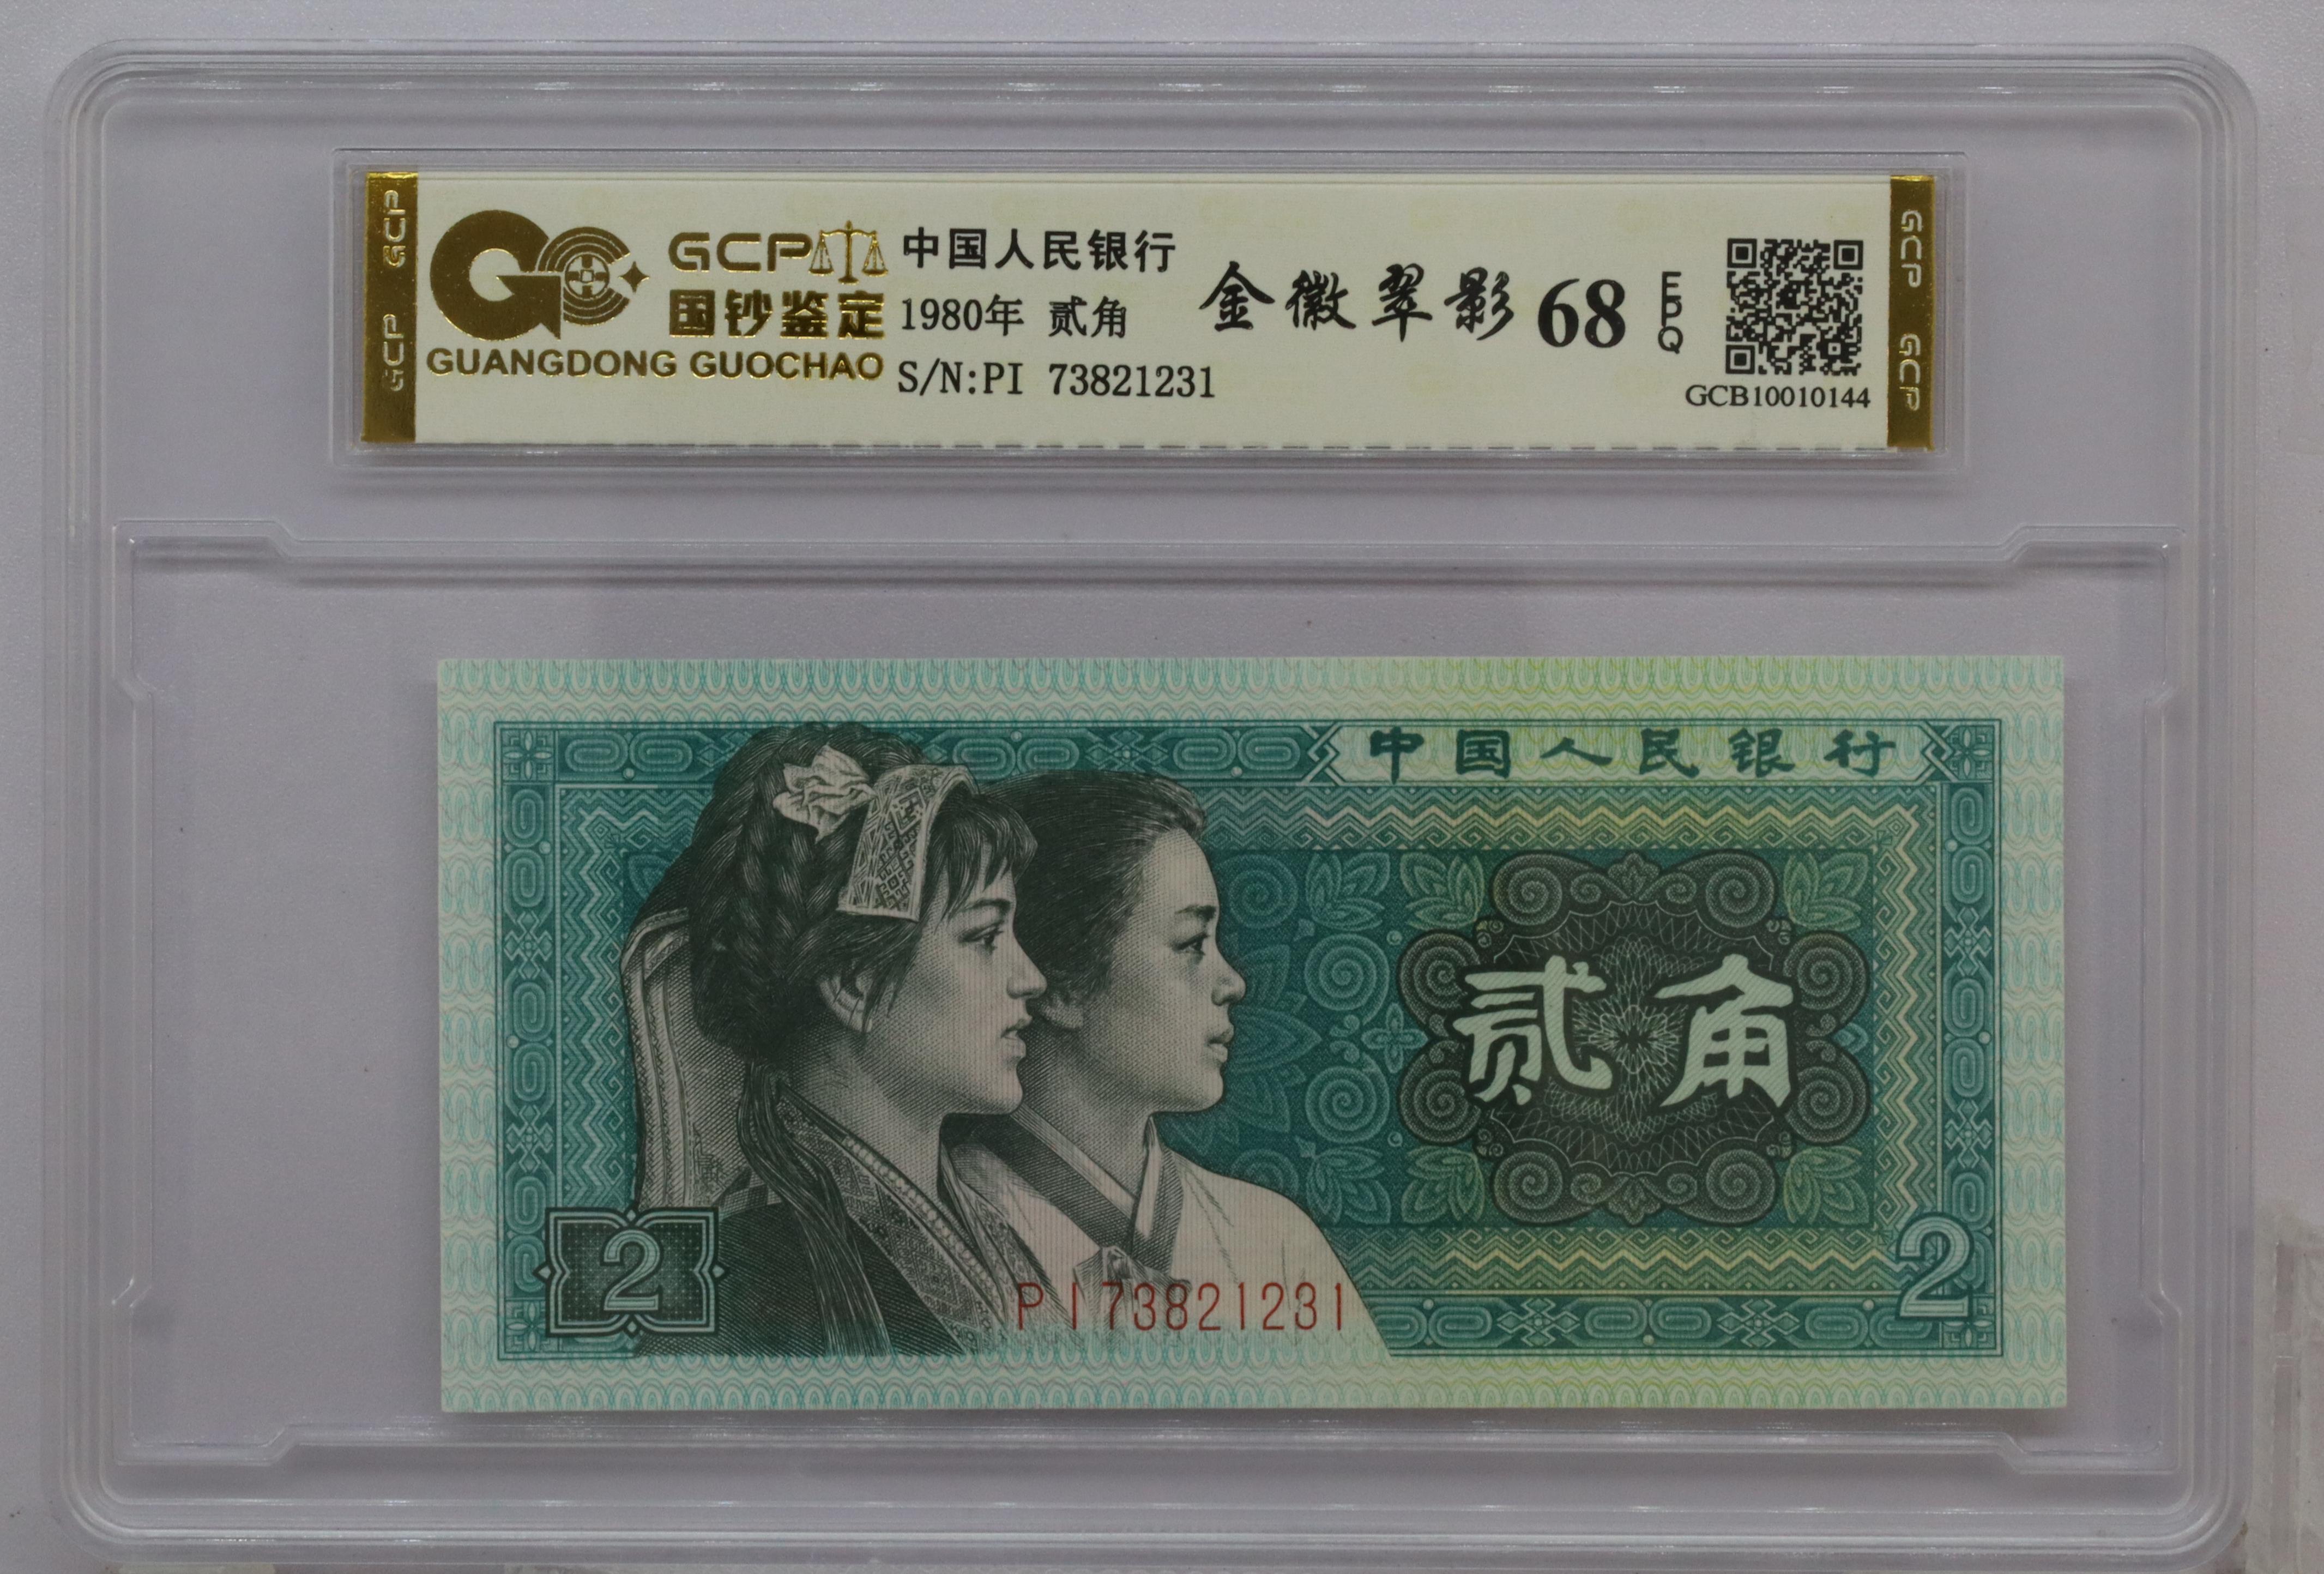 GCP
GCP
GCP
国钞鉴定
GUANGDONG GUOCHAO
中国人民银行
1980年 贰角
S/N:PI 73821231
金徽翠影
68
EPQ
GCB10010144
GCP
GCP
中国人民银行
贰角
2
PI73821231
2